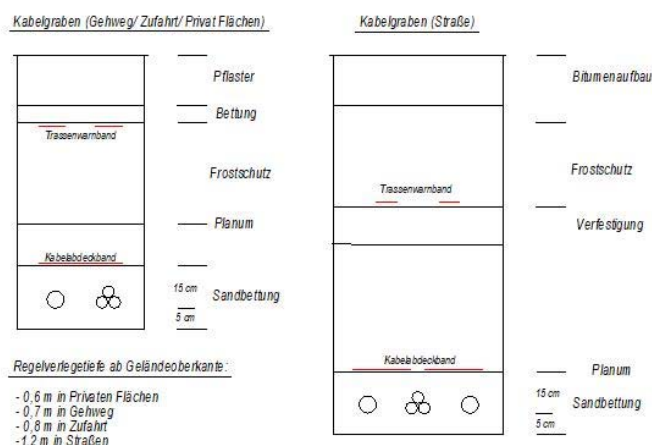 Kabelgraben (Gehweg/ Zufahrt/ Privat Flächen)
Pflaster
Bettung
Trassenwarnband
Frostschutz
Planum
Kabelabdeckband
15 cm
Sandbettung
5 cm
Regelverlegetiefe ab Geländeoberkante:
- 0,6 m in Privaten Flächen
- 0,7 m in Gehweg
- 0,8 m in Zufahrt
-1,2 m in Straßen
Kabelgraben (Straße)
Bitumenaufbau
Frostschutz
Trassenwarnband
Verfestigung
Kabelabdeckband
Planum
15 cm
Sandbettung
5 cm